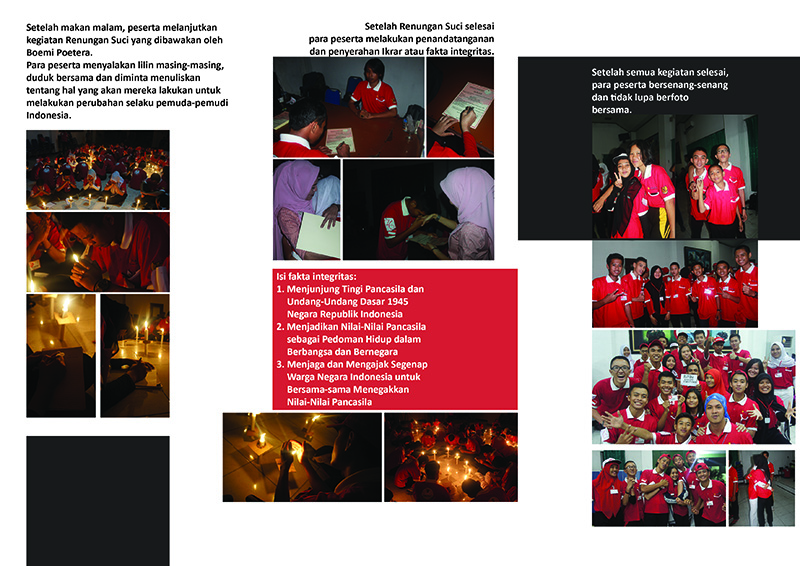 Setelah makan malam, peserta melanjutkan
kegiatan Renungan Suci yang dibawakan oleh
Boemi Poetera.
Para peserta menyalakan lilin masing-masing,
duduk bersama dan diminta menuliskan
tentang hal yang akan mereka lakukan untuk
melakukan perubahan selaku pemuda-pemudi
Indonesia.
Setelah Renungan Suci selesai
para peserta melakukan penandatanganan
dan penyerahan Ikrar atau fakta integritas.
Isi fakta integritas:
1. Menjunjung Tingi Pancasila dan
Undang-Undang Dasar 1945
Negara Republik Indonesia
2. Menjadikan Nilai-Nilai Pancasila
sebagai Pedoman Hidup dalam
Berbangsa dan Bernegara
3. Menjaga dan Mengajak Segenap
Warga Negara Indonesia untuk
Bersama-sama Menegakkan
Nilai-Nilai Pancasila
Setelah semua kegiatan selesai,
para peserta bersenang-senang
dan tidak lupa berfoto
bersama.